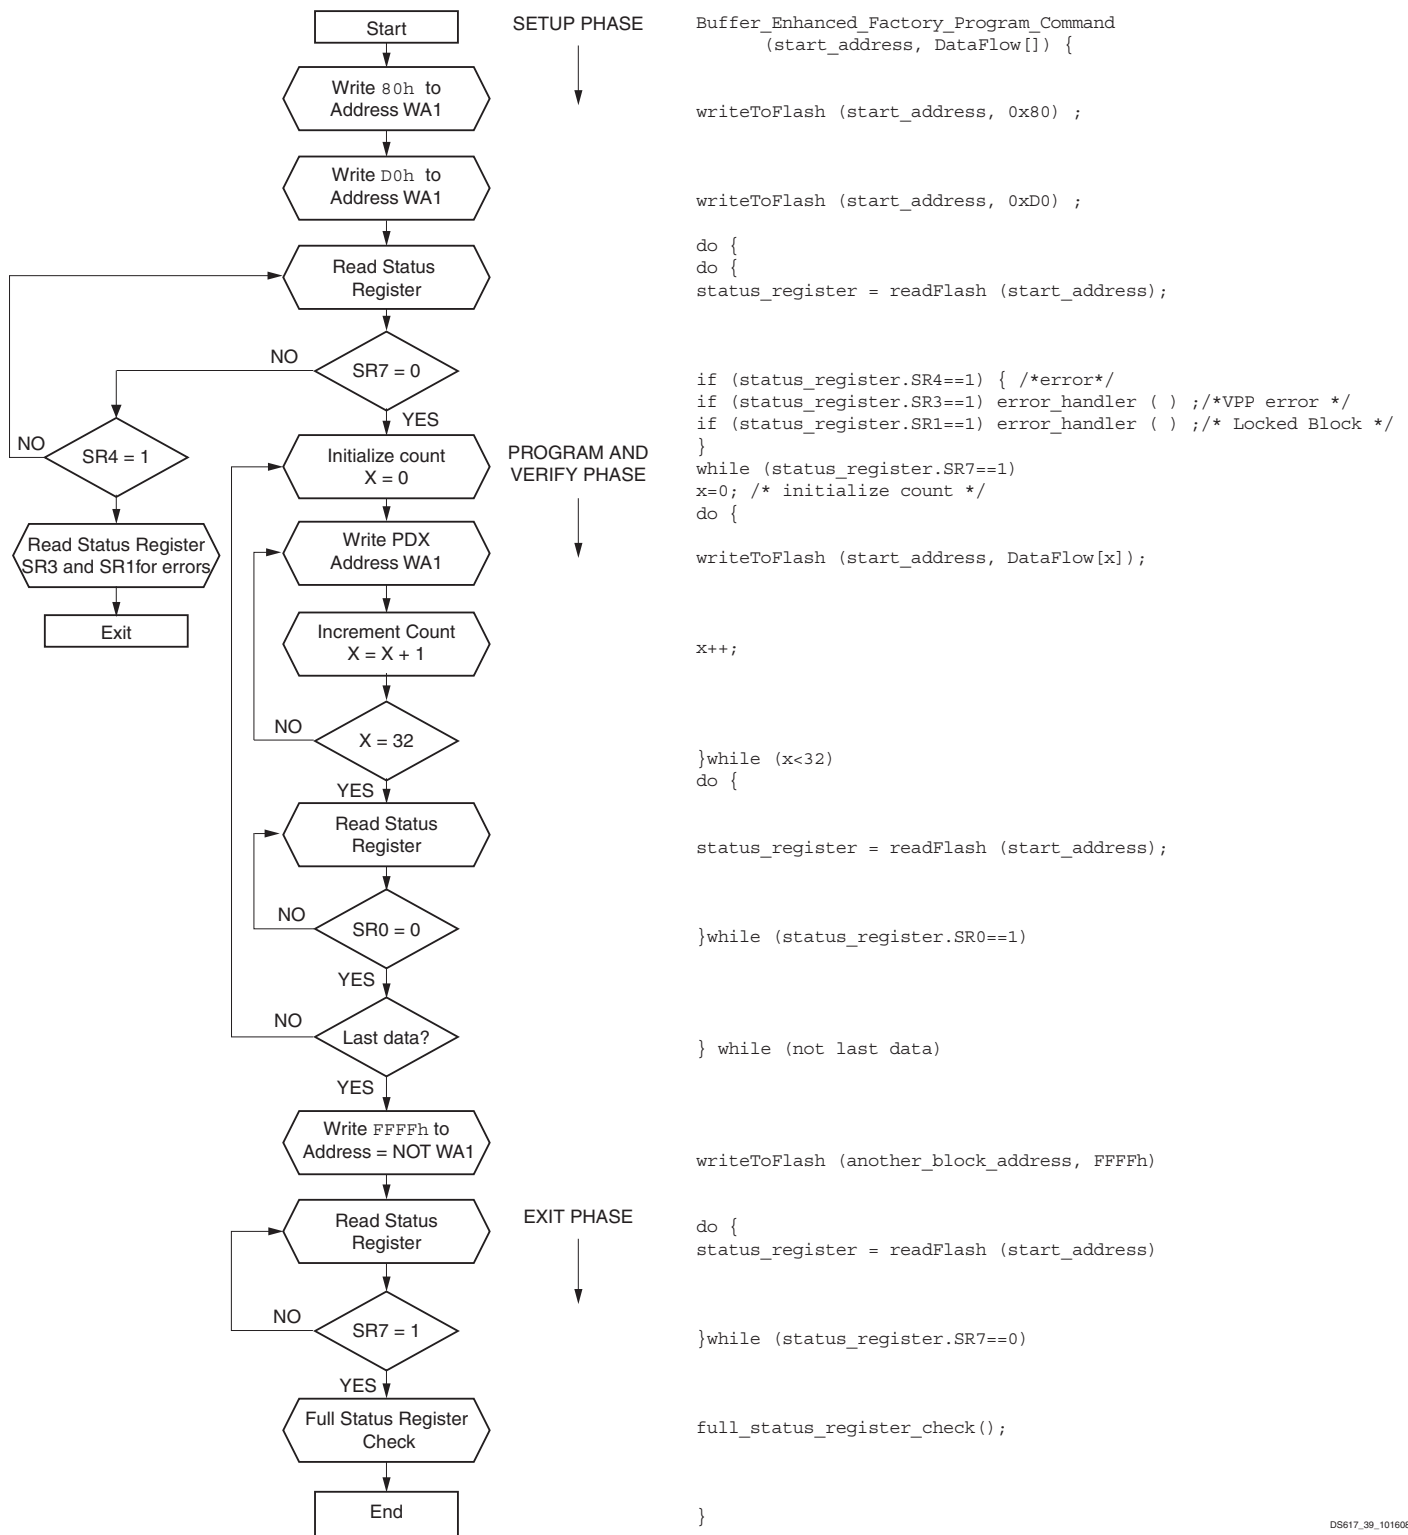 Start
Write 80h to
Address WA1
Write D0h to
Address WA1
Read Status
Register
NO
SR7 = 0
YES
NO
SR4 = 1
Read Status Register
SR3 and SR1for errors
Exit
Initialize count
X = 0
Write PDX
Address WA1
Increment Count
X = X + 1
NO
X = 32
YES
Read Status
Register
NO
SR0 = 0
YES
NO
Last data?
YES
Write FFFFh to
Address = NOT WA1
Read Status
Register
NO
SR7 = 1
YES
Full Status Register
Check
End
SETUP PHASE
PROGRAM AND
VERIFY PHASE
EXIT PHASE
Buffer_Enhanced_Factory_Program_Command
(start_address, DataFlow[]) {
writeToFlash (start_address, 0x80) ;
writeToFlash (start_address, 0xD0) ;
do {
do {
status_register = readFlash (start_address);
if (status_register.SR4==1) { /*error*/
if (status_register.SR3==1) error_handler ( ) ;/*VPP error */
if (status_register.SR1==1) error_handler ( ) ;/* Locked Block */
}
while (status_register.SR7==1)
x=0; /* initialize count */
do {
writeToFlash (start_address, DataFlow[x]);
x++;
}while (x<32)
do {
status_register = readFlash (start_address);
}while (status_register.SR0==1)
} while (not last data)
writeToFlash (another_block_address, FFFFh)
do {
status_register = readFlash (start_address)
}while (status_register.SR7==0)
full_status_register_check();
}
DS617_39_101608